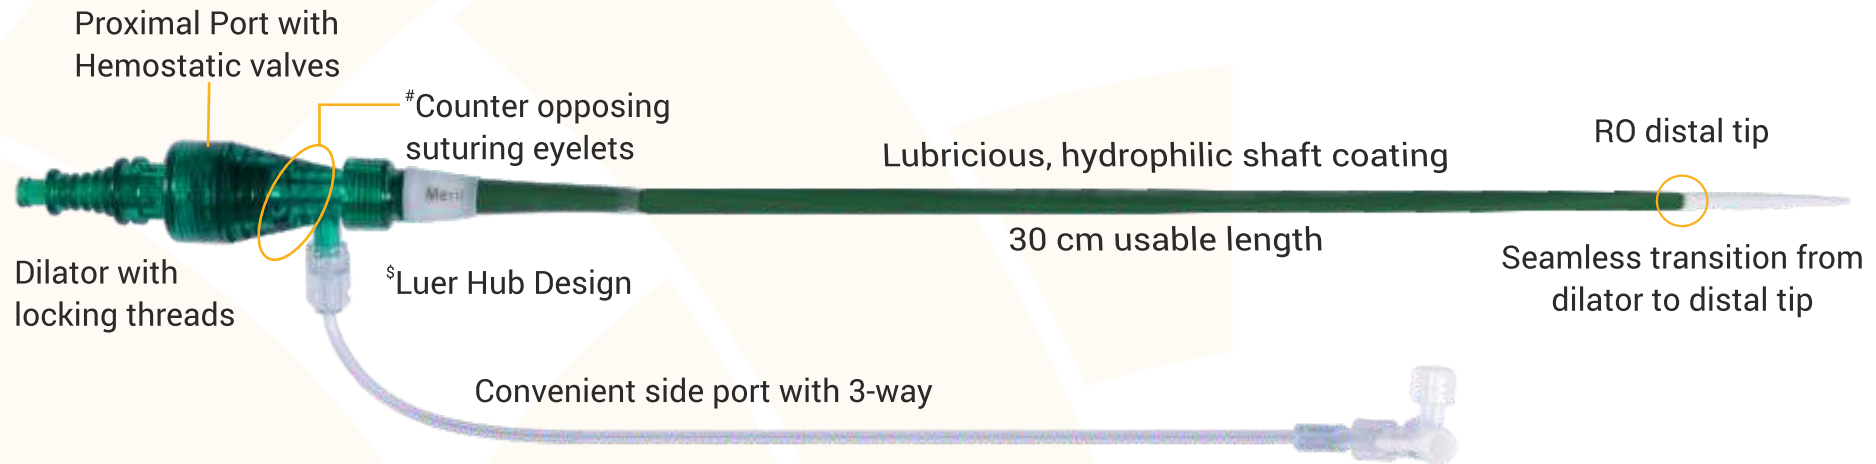 Proximal Port with
Hemostatic valves
#Counter opposing
suturing eyelets
Lubricious, hydrophilic shaft coating
RO distal tip
Meril
30 cm usable length
Seamless transition from
dilator to distal tip
Dilator with
locking threads
$Luer Hub Design
Convenient side port with 3-way